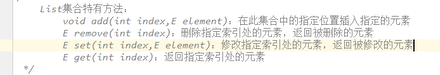 List集合特有方法:
void add(int index,E element): 在此集合中的指定位置插入指定的元素
E remove(int index): 删除指定索引处的元素, 返回被删除的元素
E set(int index,E element): 修改指定索引处的元素, 返回被修改的元素
E get(int index): 返回指定索引处的元素
*/